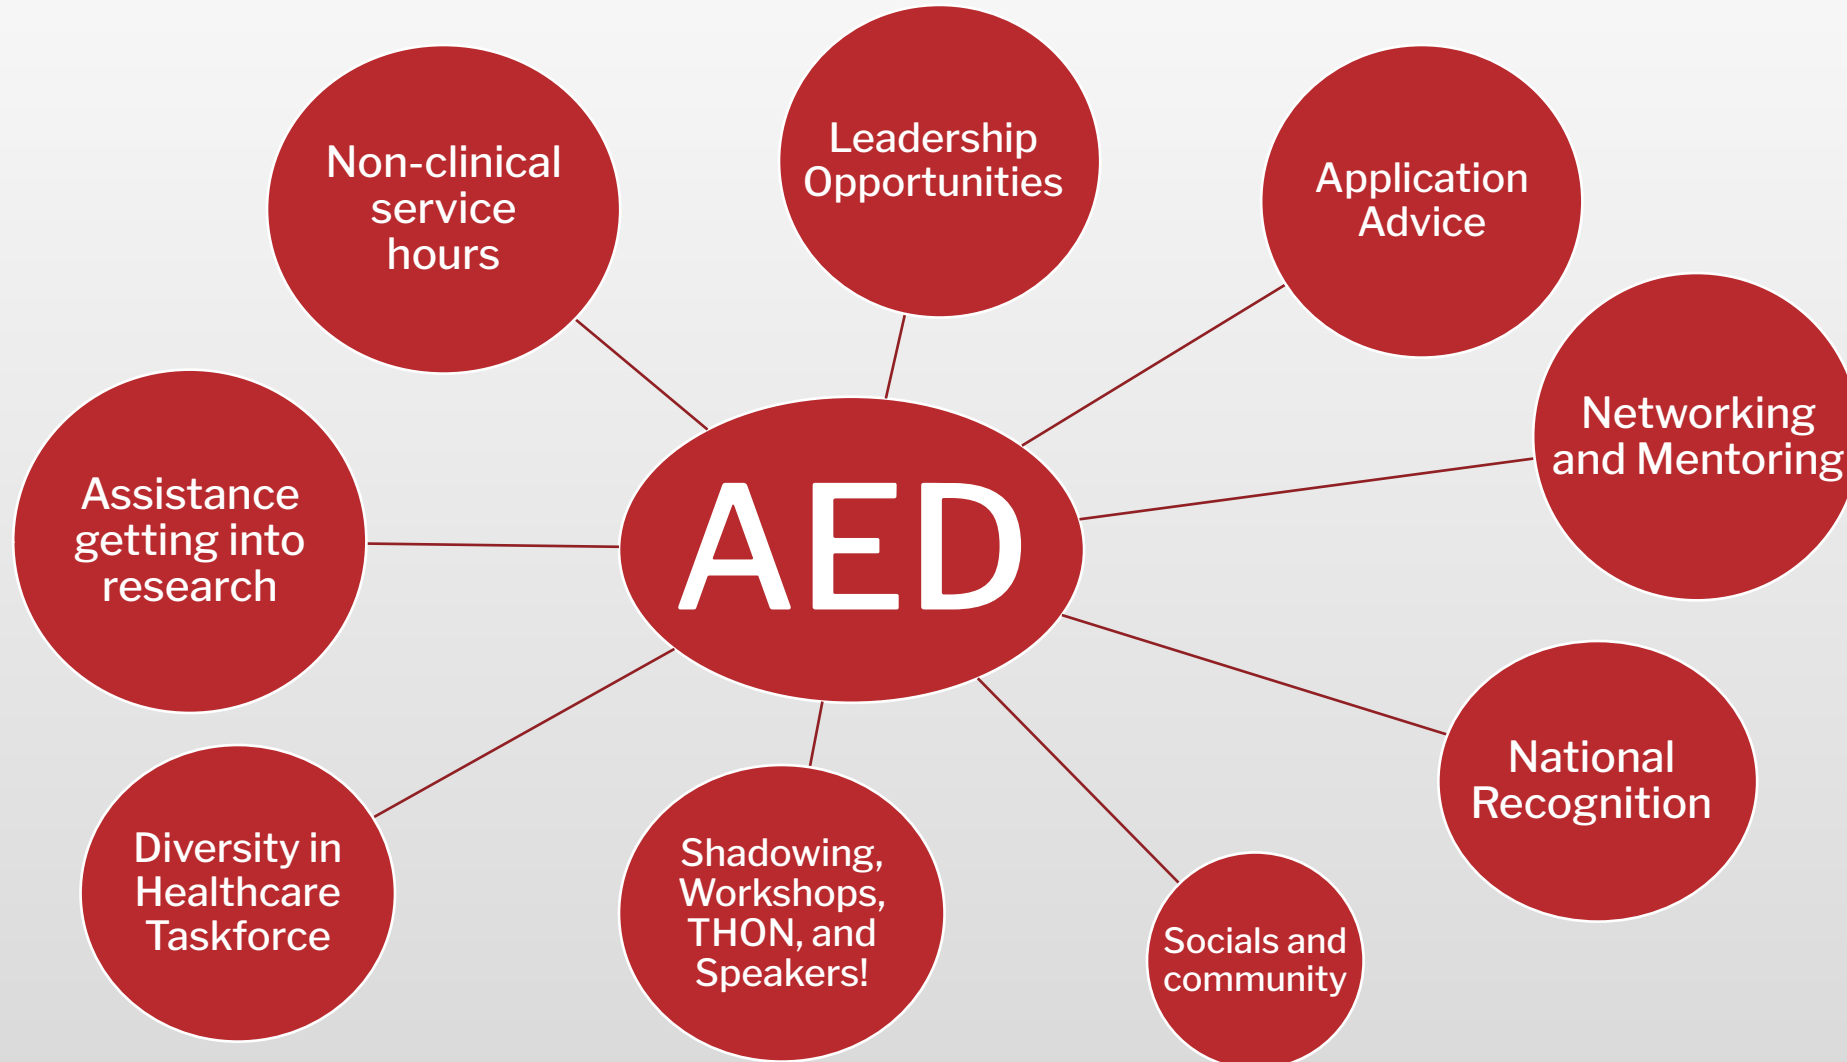 Non-clinical
service
hours
Leadership
Opportunities
Application
Advice
Networking
and Mentoring
Assistance
getting into
research
AED
National
Recognition
Diversity in
Healthcare
Taskforce
Shadowing,
Workshops,
THON, and
Speakers!
Socials and
community